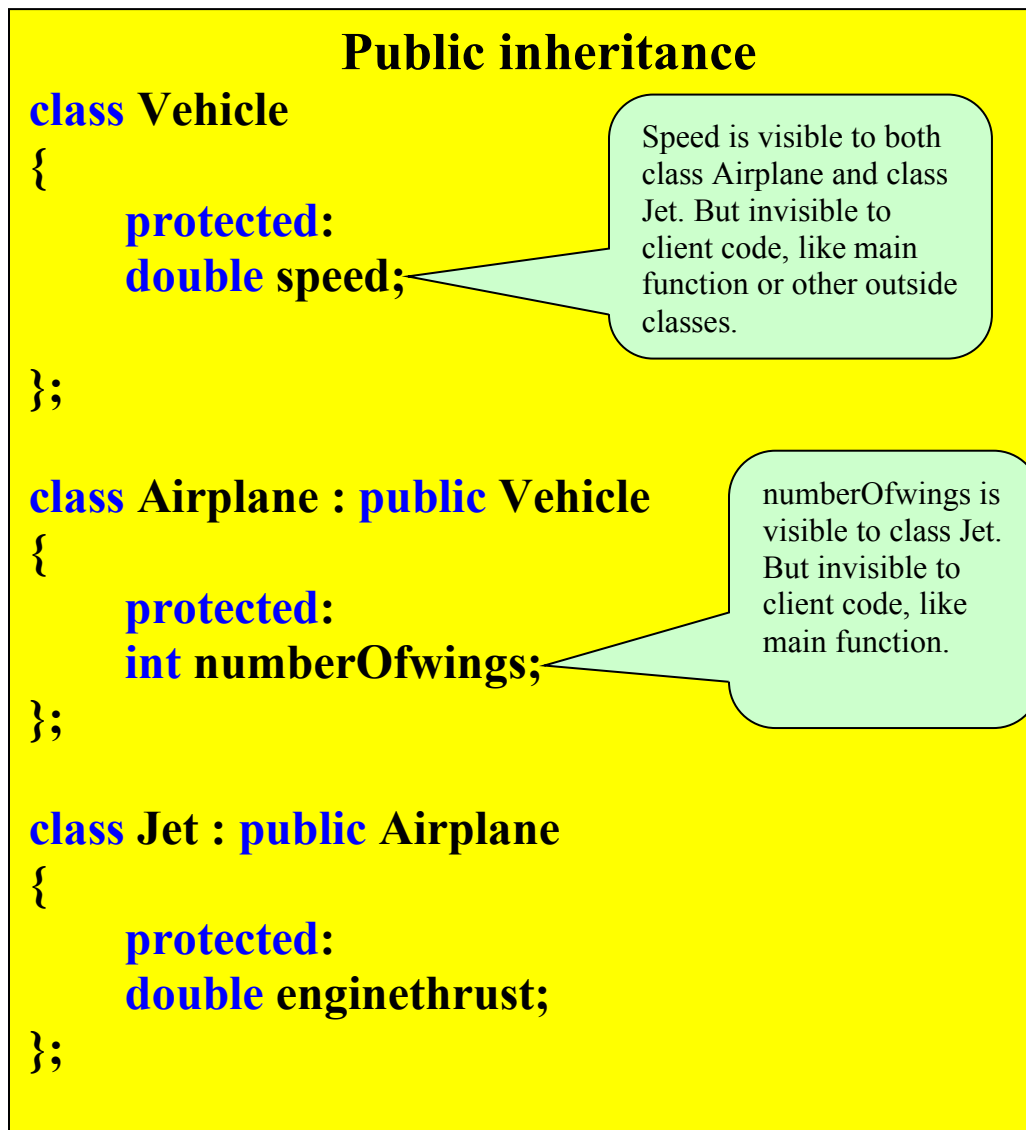 Public inheritance
class Vehicle
{
protected:
double speed;
};
Speed is visible to both
class Airplane and class
Jet. But invisible to
client code, like main
function or other outside
classes.
class Airplane : public Vehicle
{
protected:
int numberOfwings;
};
numberOfwings is
visible to class Jet.
But invisible to
client code, like
main function.
class Jet : public Airplane
{
protected:
double enginethrust;
};